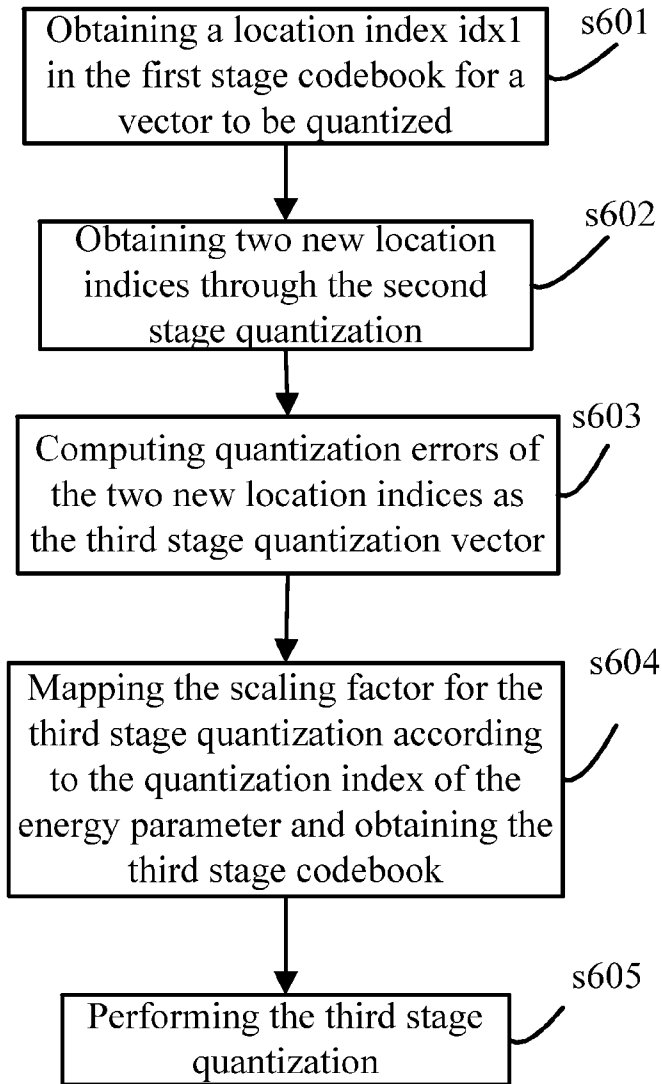 Obtaining a location index idx1
in the first stage codebook for a
vector to be quantized
s601
Obtaining two new location
indices through the second
stage quantization
s602
Computing quantization errors of
the two new location indices as
the third stage quantization vector
s603
Mapping the scaling factor for the
third stage quantization according
to the quantization index of the
energy parameter and obtaining the
third stage codebook
s604
Performing the third stage
quantization
s605